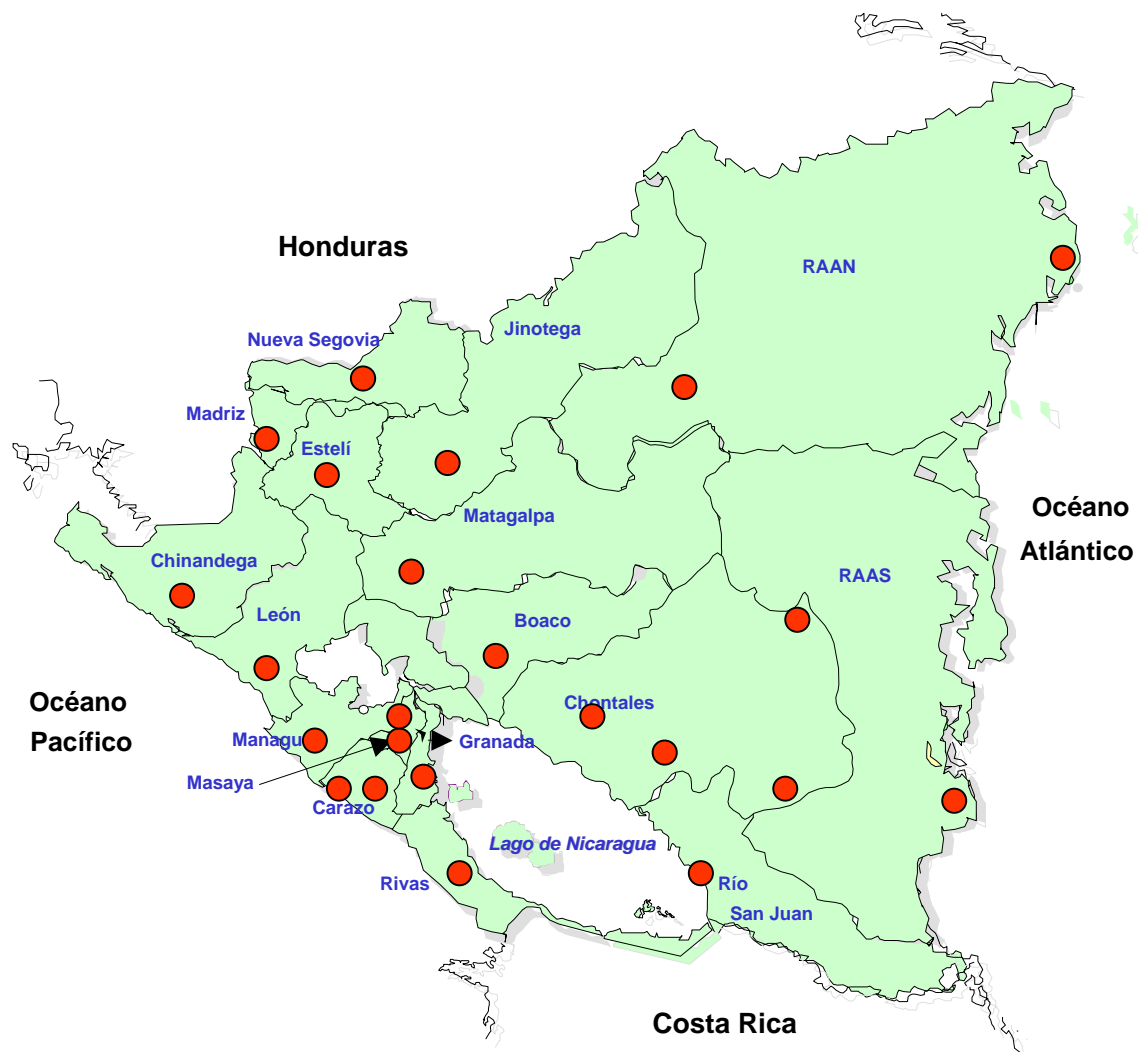 Honduras
RAAN
Jinotega
Nueva Segovia
Madriz
Estelí
Matagalpa
Océano
Atlántico
Chinandega
RAAS
León
Boaco
Océano
Pacífico
Chontales
Managu
Granada
Masaya
Carazo
Lago de Nicaragua
Rivas
Río
San Juan
Costa Rica